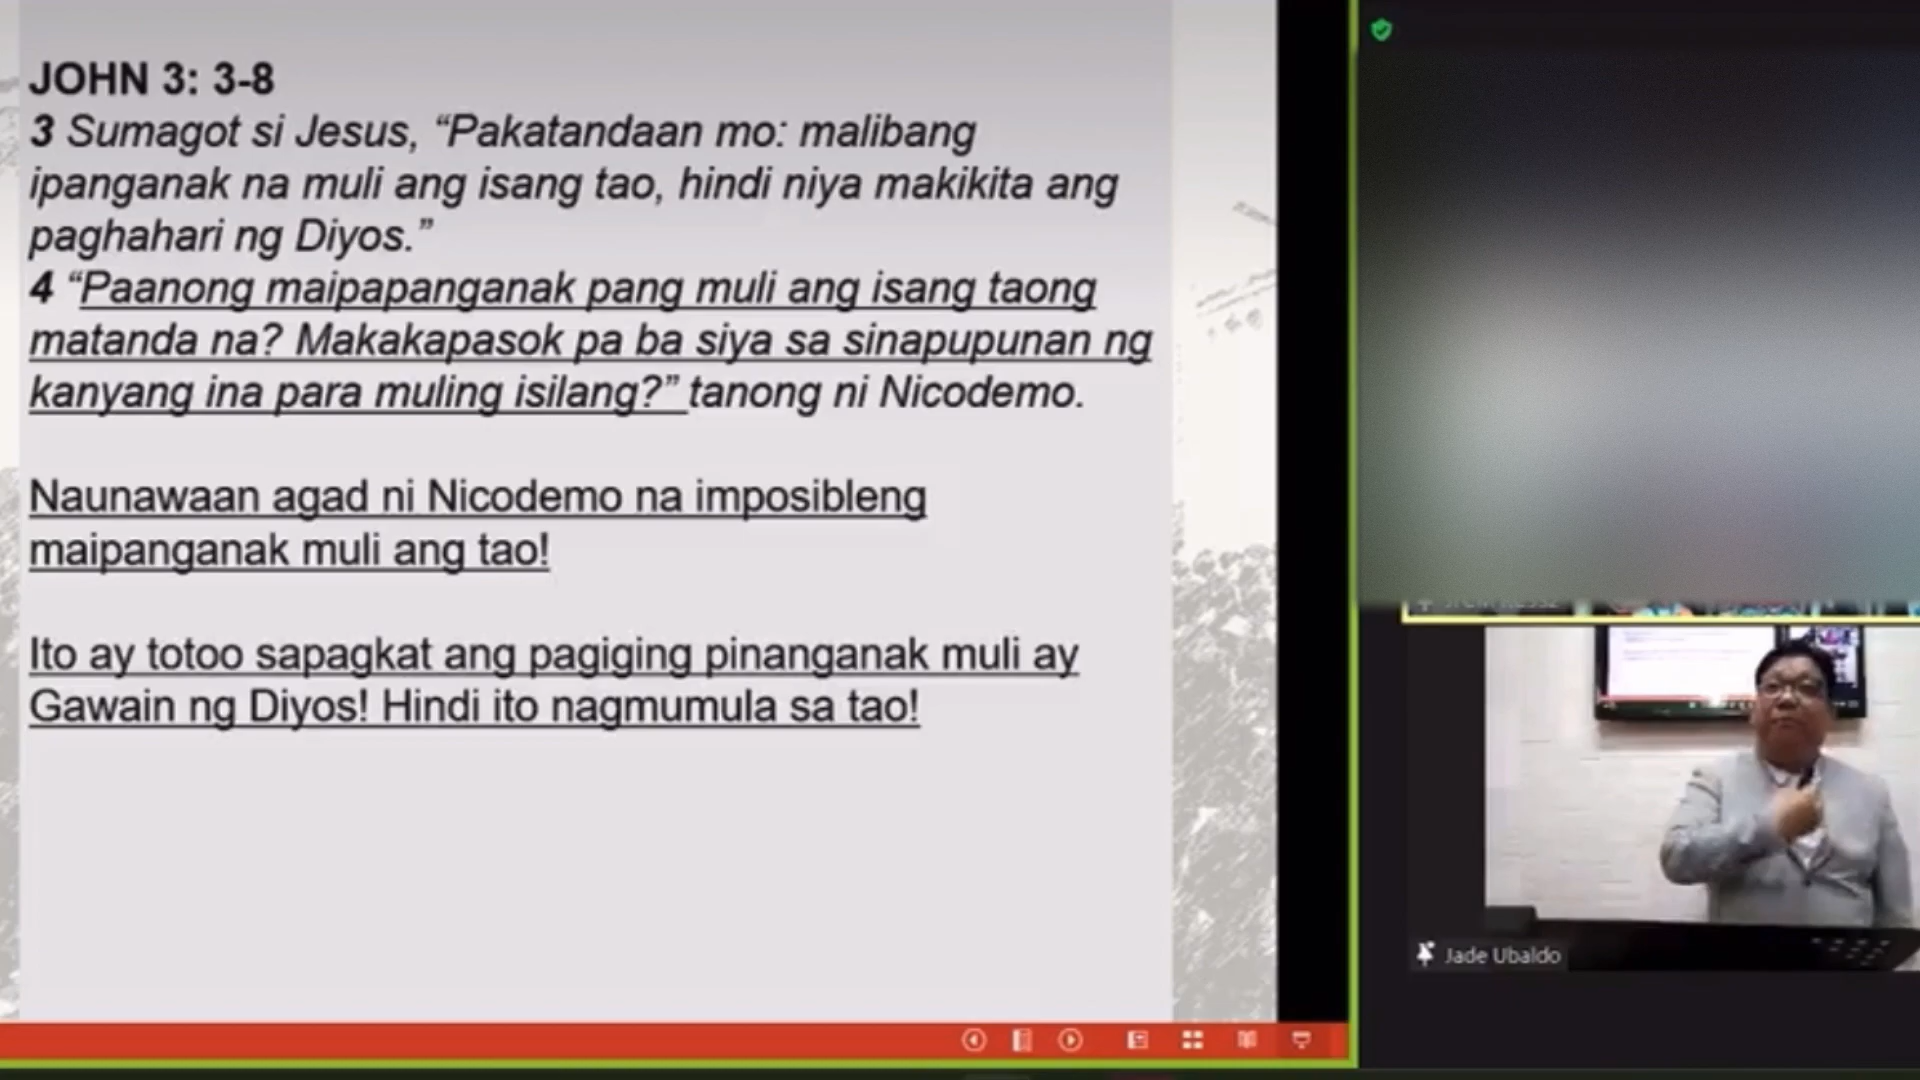 JOHN 3: 3-8
3 Sumagot si Jesus, “Pakatandaan mo: malibang
ipanganak na muli ang isang tao, hindi niya makikita ang
paghahari ng Diyos.”
4 “Paanong maipapanganak pang muli ang isang taong
matanda na? Makakapasok pa ba siya sa sinapupunan ng
kanyang ina para muling isilang?” tanong ni Nicodemo.
Naunawaan agad ni Nicodemo na imposibleng
maipanganak muli ang tao!
Ito ay totoo sapagkat ang pagiging pinanganak muli ay
Gawain ng Diyos! Hindi ito nagmumula sa tao!
Jade Ubaldo